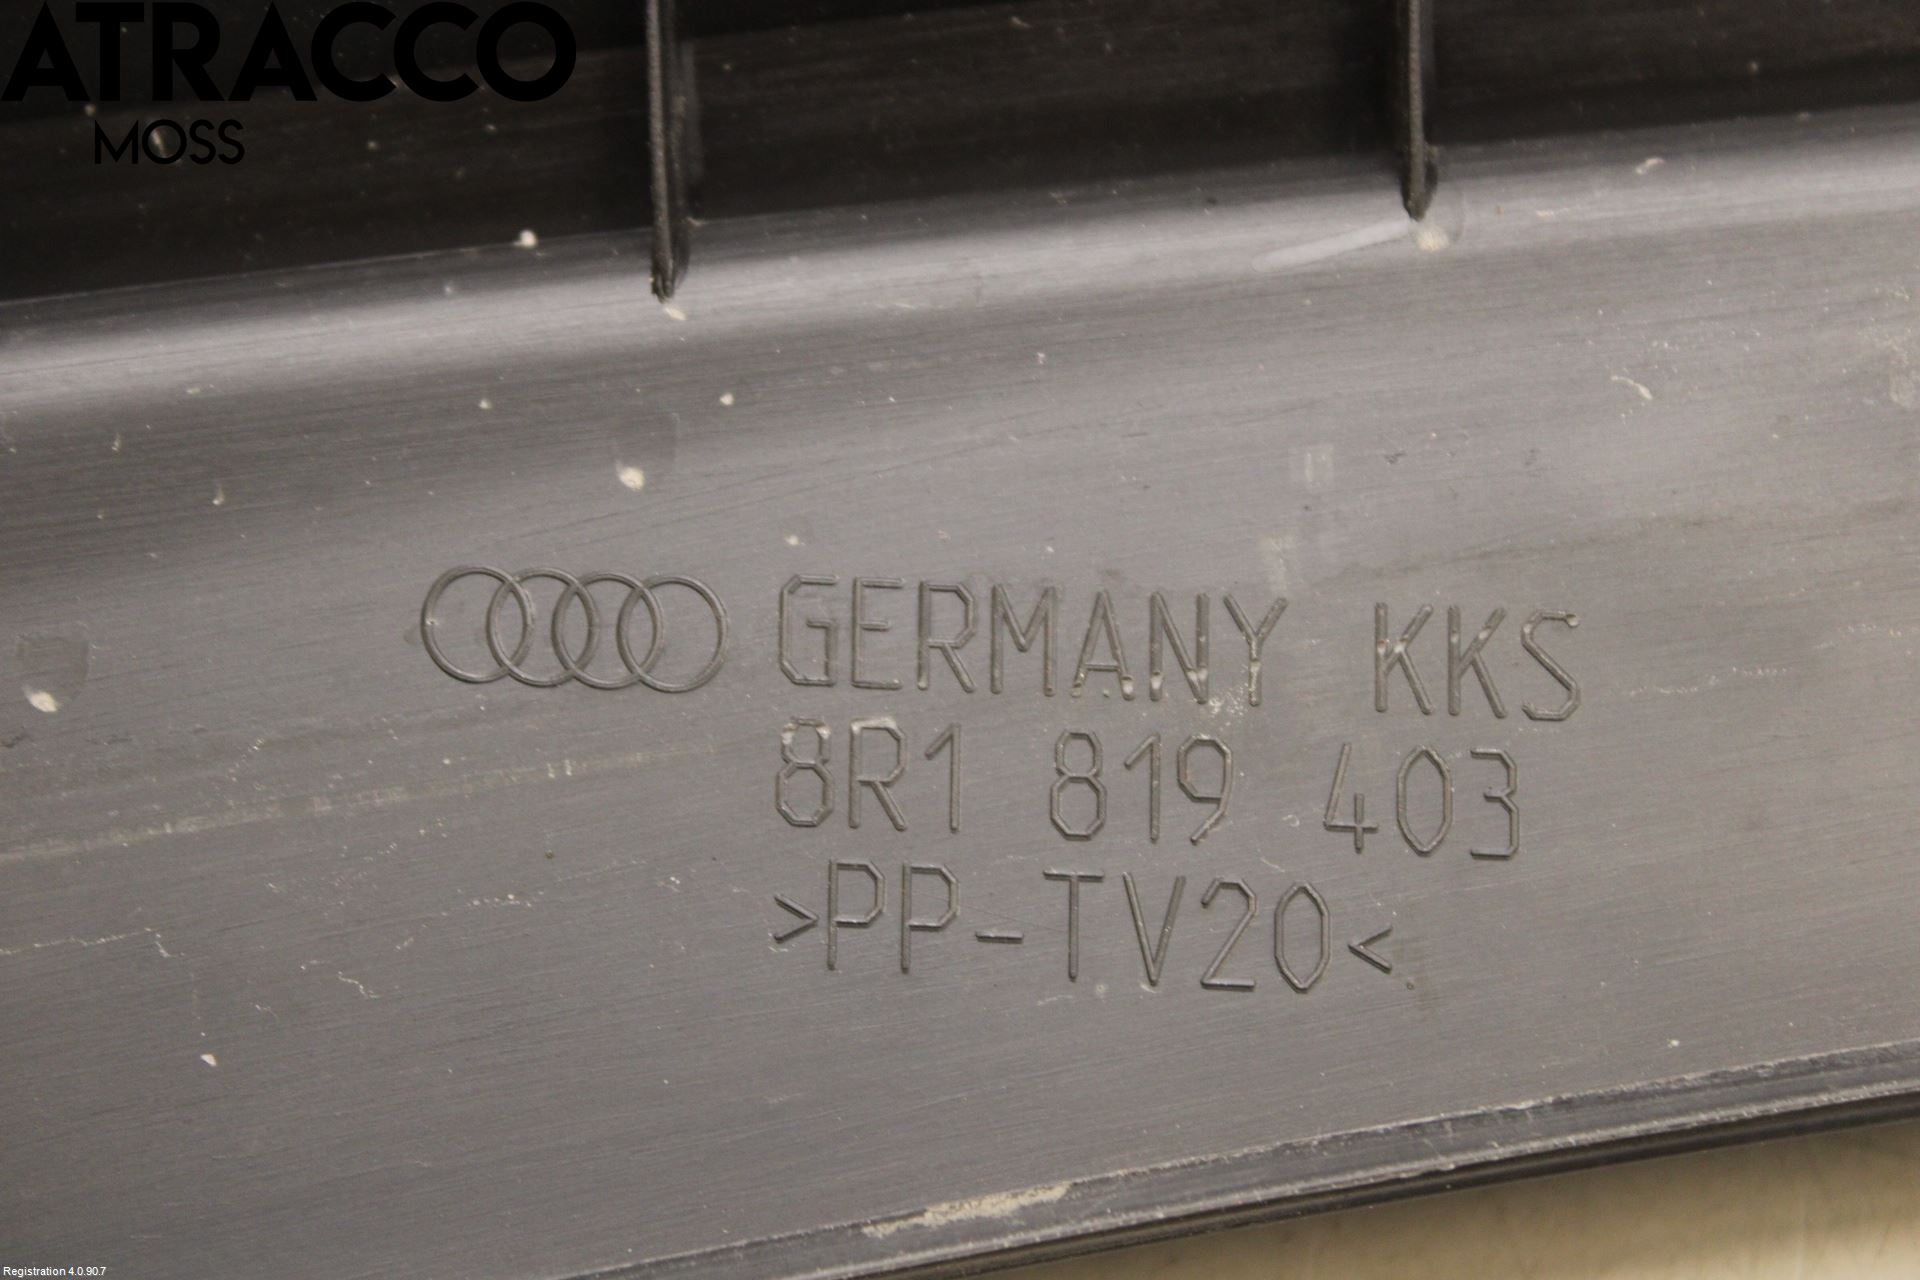 ATRACCO
MOSS
GERMANY KKS
8R1 819 403
>PP-TV20<
Registration 4.0.90.7